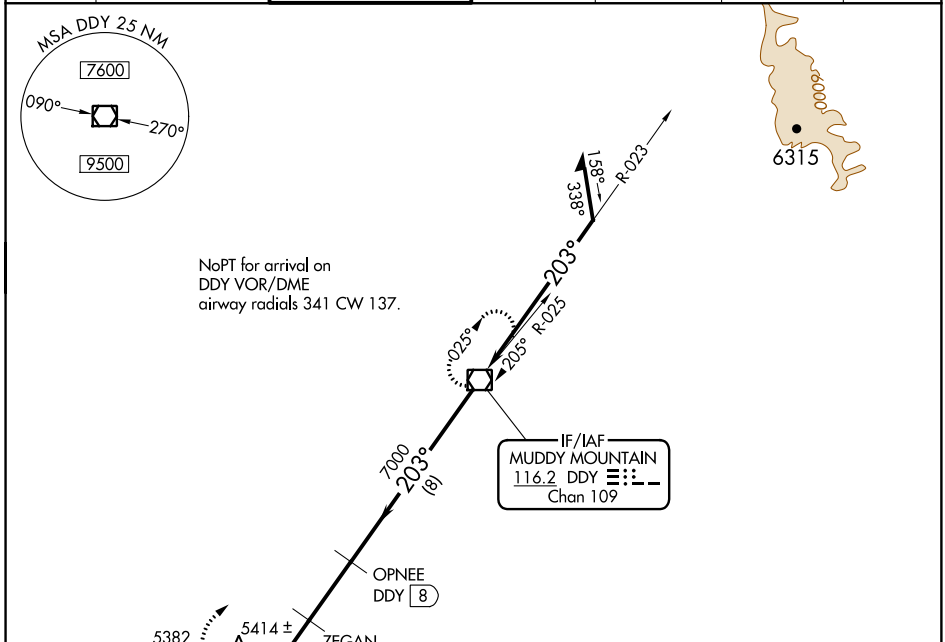 MSA DDY 25 NM
7600
090°
270°
9500
6000
6315
158°
338°
R-023
203°
NoPT for arrival on
DDY VOR/DME
airway radials 341 CW 137.
R-025
025°
205°
IF/IAF
MUDDY MOUNTAIN
116.2 DDY
Chan 109
7000
203°
(8)
OPNEE
DDY 8
5382
5414 ±
ZEGAN